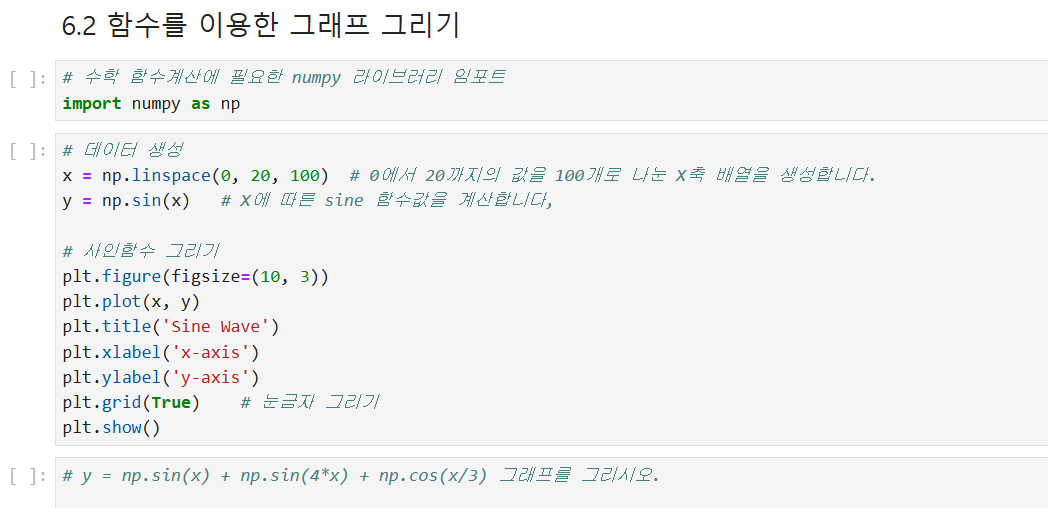 6.2 함수를 이용한 그래프 그리기
[ ]: # 수학 함수계산에 필요한 numpy 라이브러리 임포트
import numpy as np
[ ]: # 데이터 생성
x = np.linspace(0, 20, 100)  # 0에서 20까지의 값을 100개로 나눈 X축 배열을 생성합니다.
y = np.sin(x)   # X에 따른 sine 함수값을 계산합니다,
# 사인함수 그리기
plt.figure(figsize=(10, 3))
plt.plot(x, y)
plt.title('Sine Wave')
plt.xlabel('x-axis')
plt.ylabel('y-axis')
plt.grid(True)    # 눈금자 그리기
plt.show()
[ ]: # y = np.sin(x) + np.sin(4*x) + np.cos(x/3) 그래프를 그리시오.